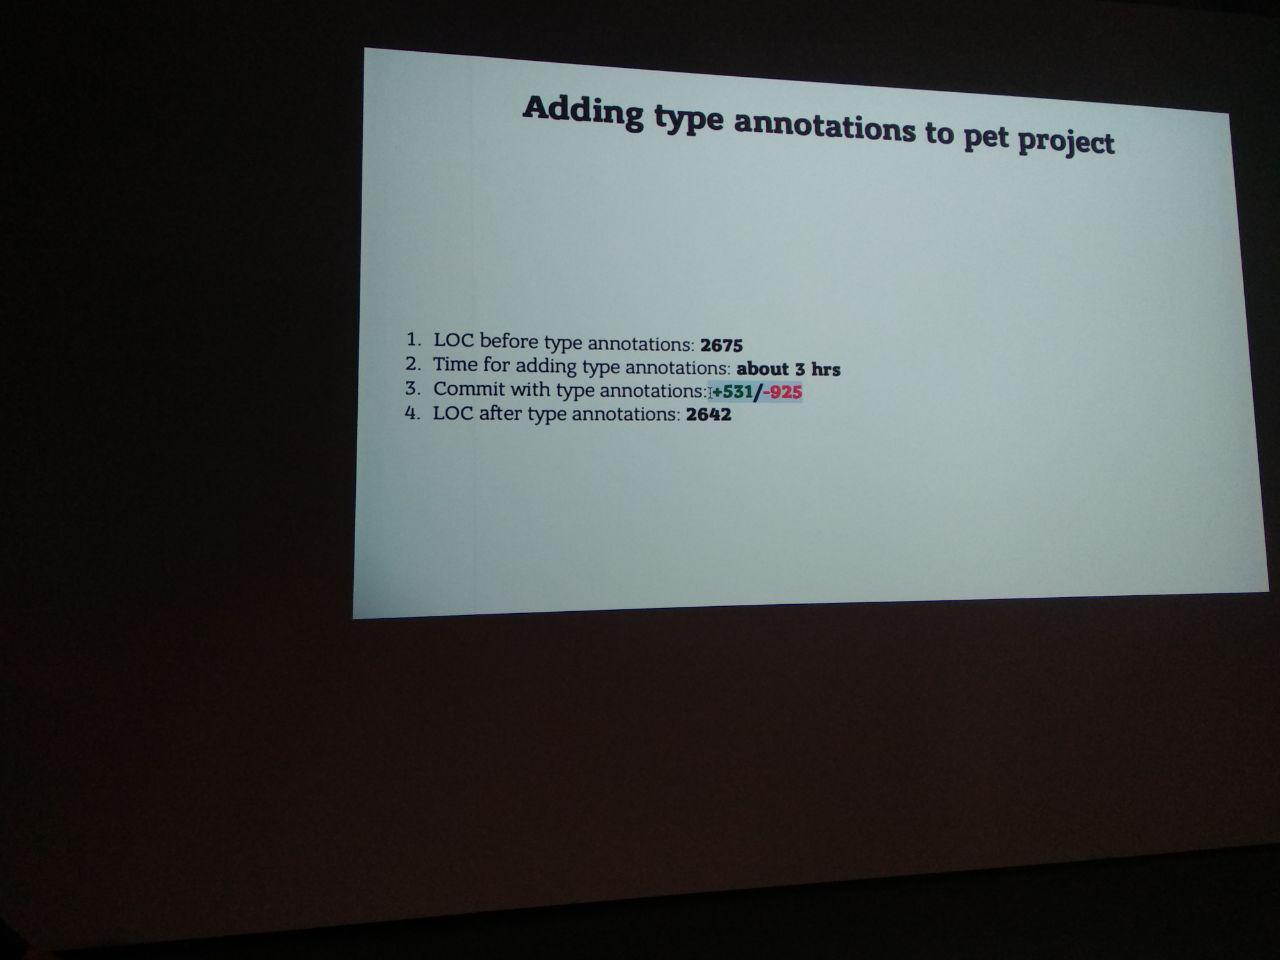 Adding type annotations to pet project
1. LOC before type annotations: 2675
2. Time for adding type annotations: about 3 hrs
3. Commit with type annotations: +531/-925
4. LOC after type annotations: 2642